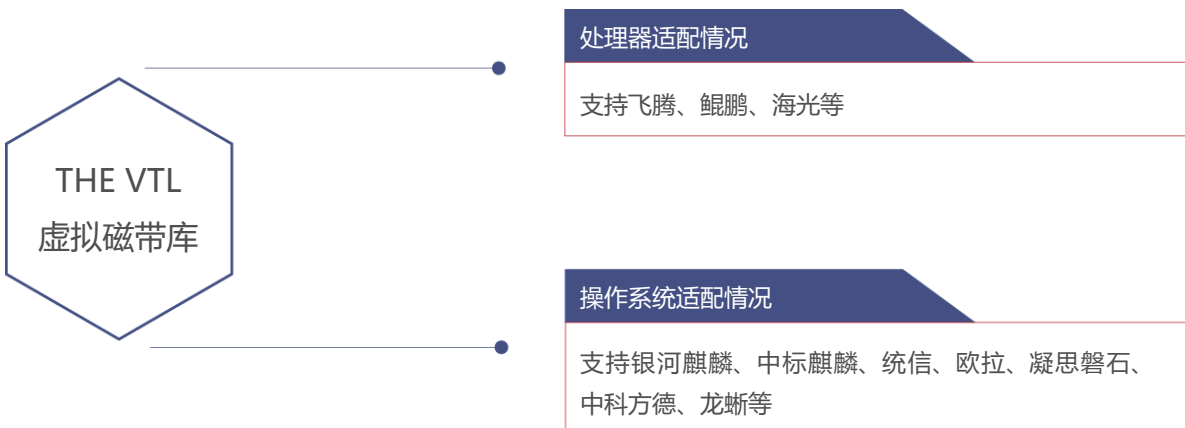 THE VTL
虚拟磁带库
处理器适配情况
支持飞腾、鲲鹏、海光等
操作系统适配情况
支持银河麒麟、中标麒麟、统信、欧拉、凝思磐石、
中科方德、龙蜥等